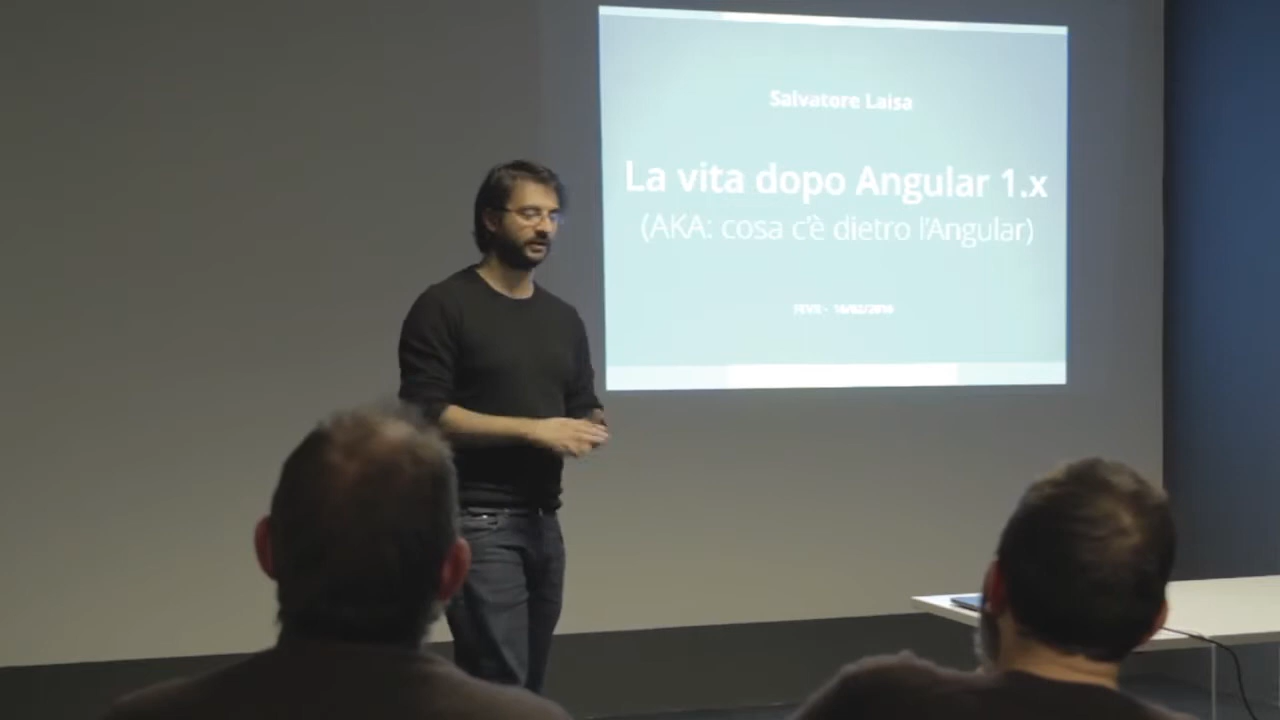 Salvatore Laisa
La vita dopo Angular 1.x
(AKA: cosa c'è dietro l'Angular)